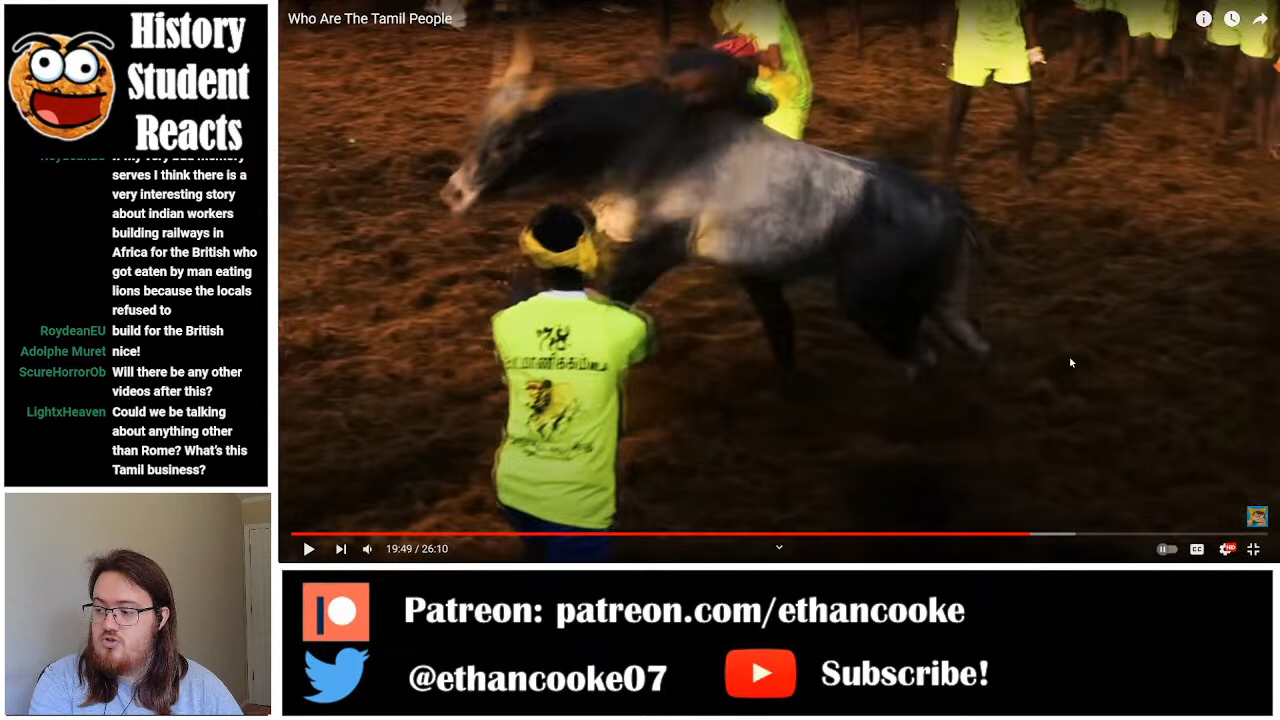 History
Student
Reacts
serves I think there is a
very interesting story
about indian workers
building railways in
Africa for the British who
got eaten by man eating
lions because the locals
refused to
RoydeanEU build for the British
Adolphe Muret nice!
ScureHorrorOb Will there be any other
videos after this?
LightxHeaven Could we be talking
about anything other
than Rome? What's this
Tamil business?
Who Are The Tamil People
19:49 / 26:10
CC
HD
Patreon: patreon.com/ethancooke
@ethancooke07
Subscribe!